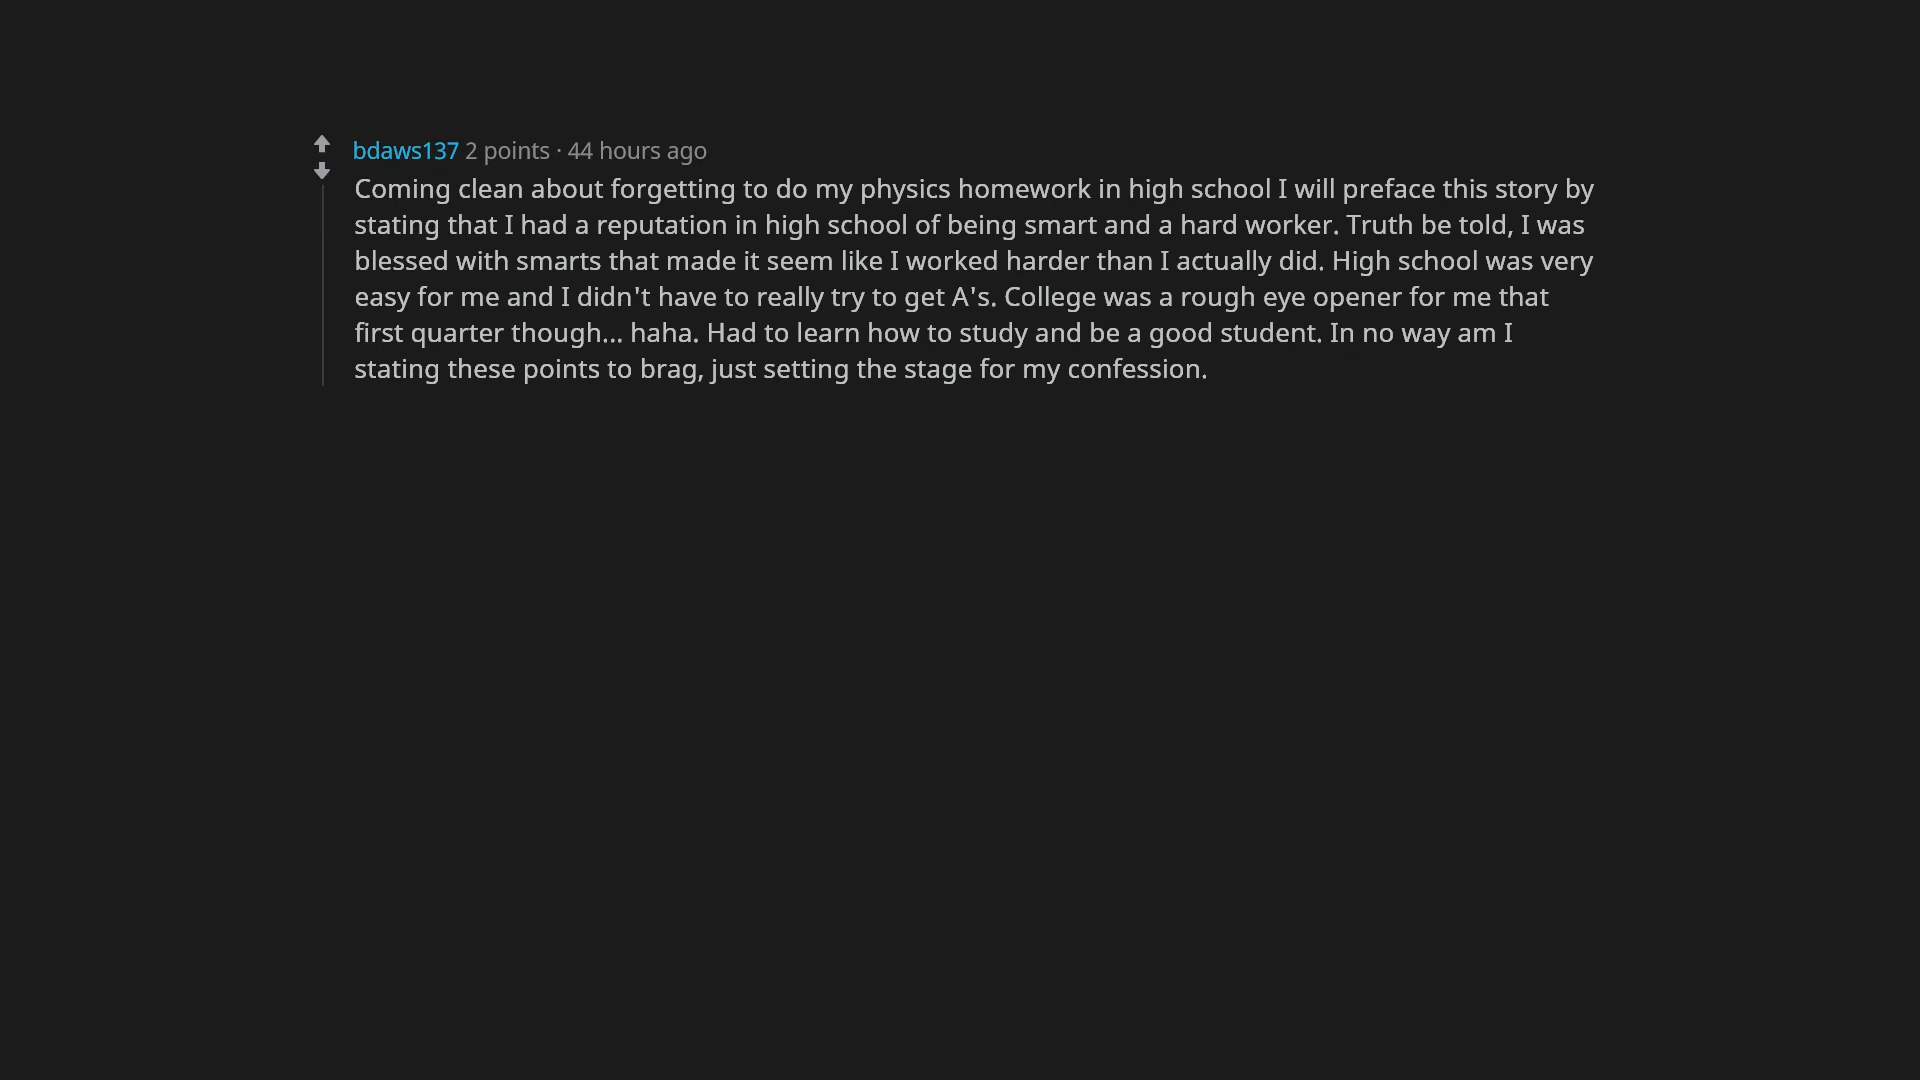 bdaws137 2 points · 44 hours ago
Coming clean about forgetting to do my physics homework in high school I will preface this story by
stating that I had a reputation in high school of being smart and a hard worker. Truth be told, I was
blessed with smarts that made it seem like I worked harder than I actually did. High school was very
easy for me and I didn't have to really try to get A's. College was a rough eye opener for me that
first quarter though... haha. Had to learn how to study and be a good student. In no way am I
stating these points to brag, just setting the stage for my confession.